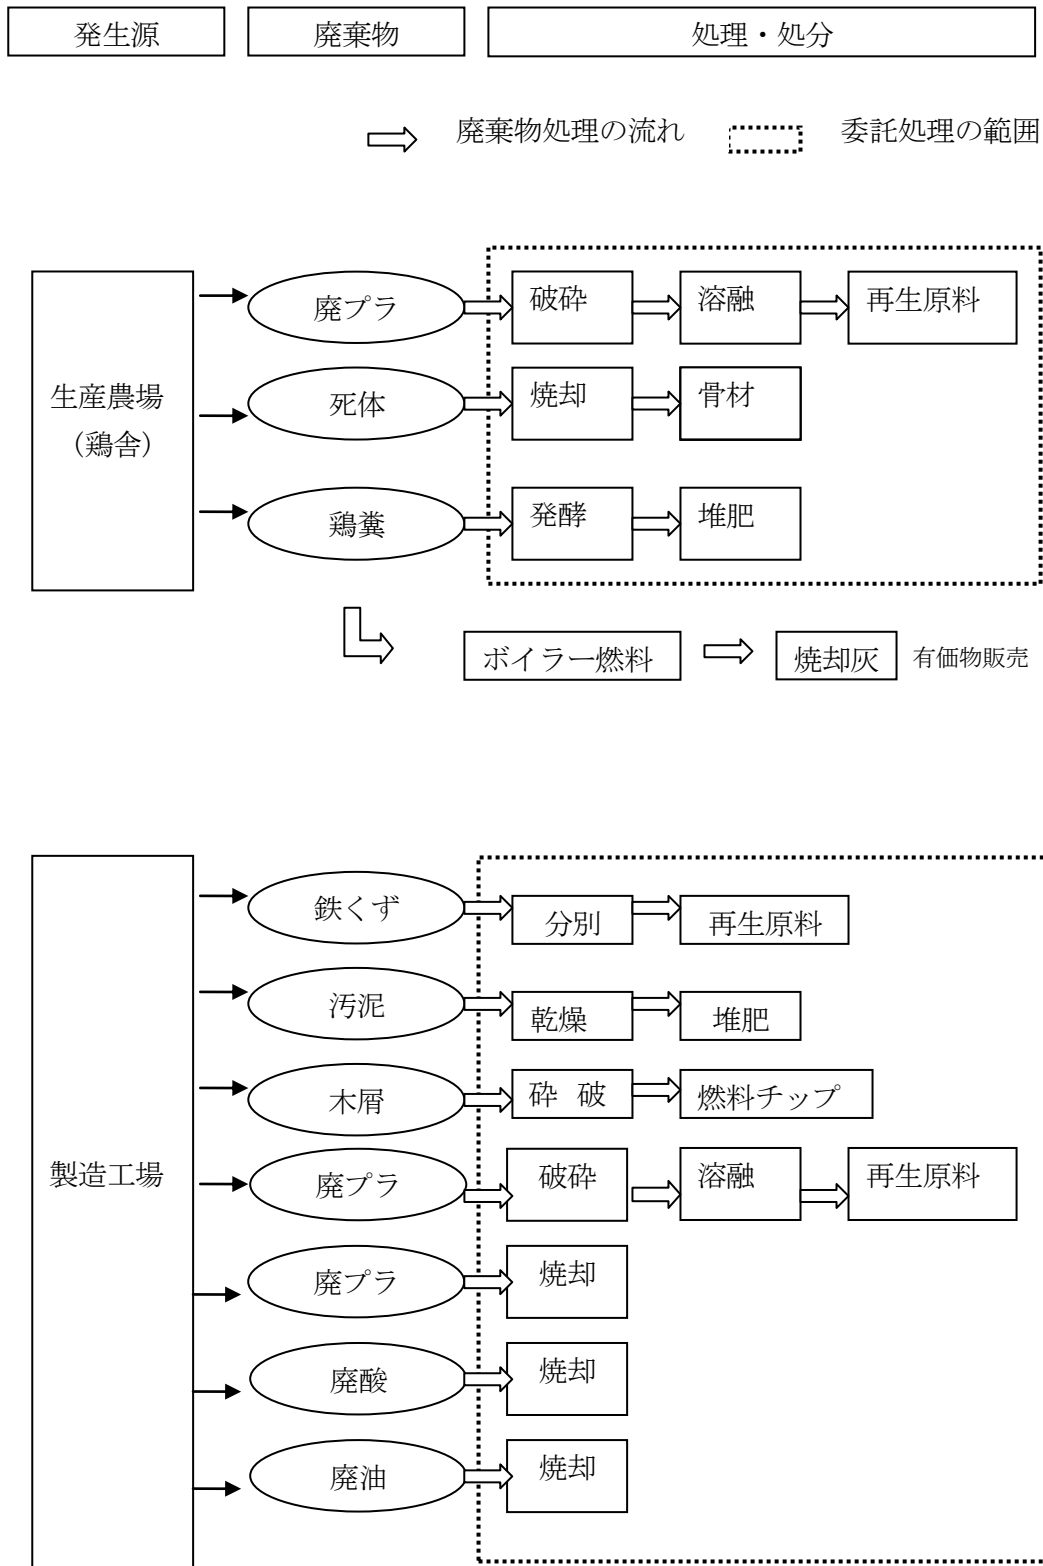 発生源
廃棄物
処理・処分
廃棄物処理の流れ
委託処理の範囲
生産農場
（鶏舎）
廃プラ
破砕
溶融
再生原料
死体
焼却
骨材
鶏糞
発酵
堆肥
ボイラー燃料
焼却灰
有価物販売
製造工場
鉄くず
分別
再生原料
汚泥
乾燥
堆肥
木屑
砕 破
燃料チップ
廃プラ
破砕
溶融
再生原料
廃プラ
焼却
廃酸
焼却
廃油
焼却